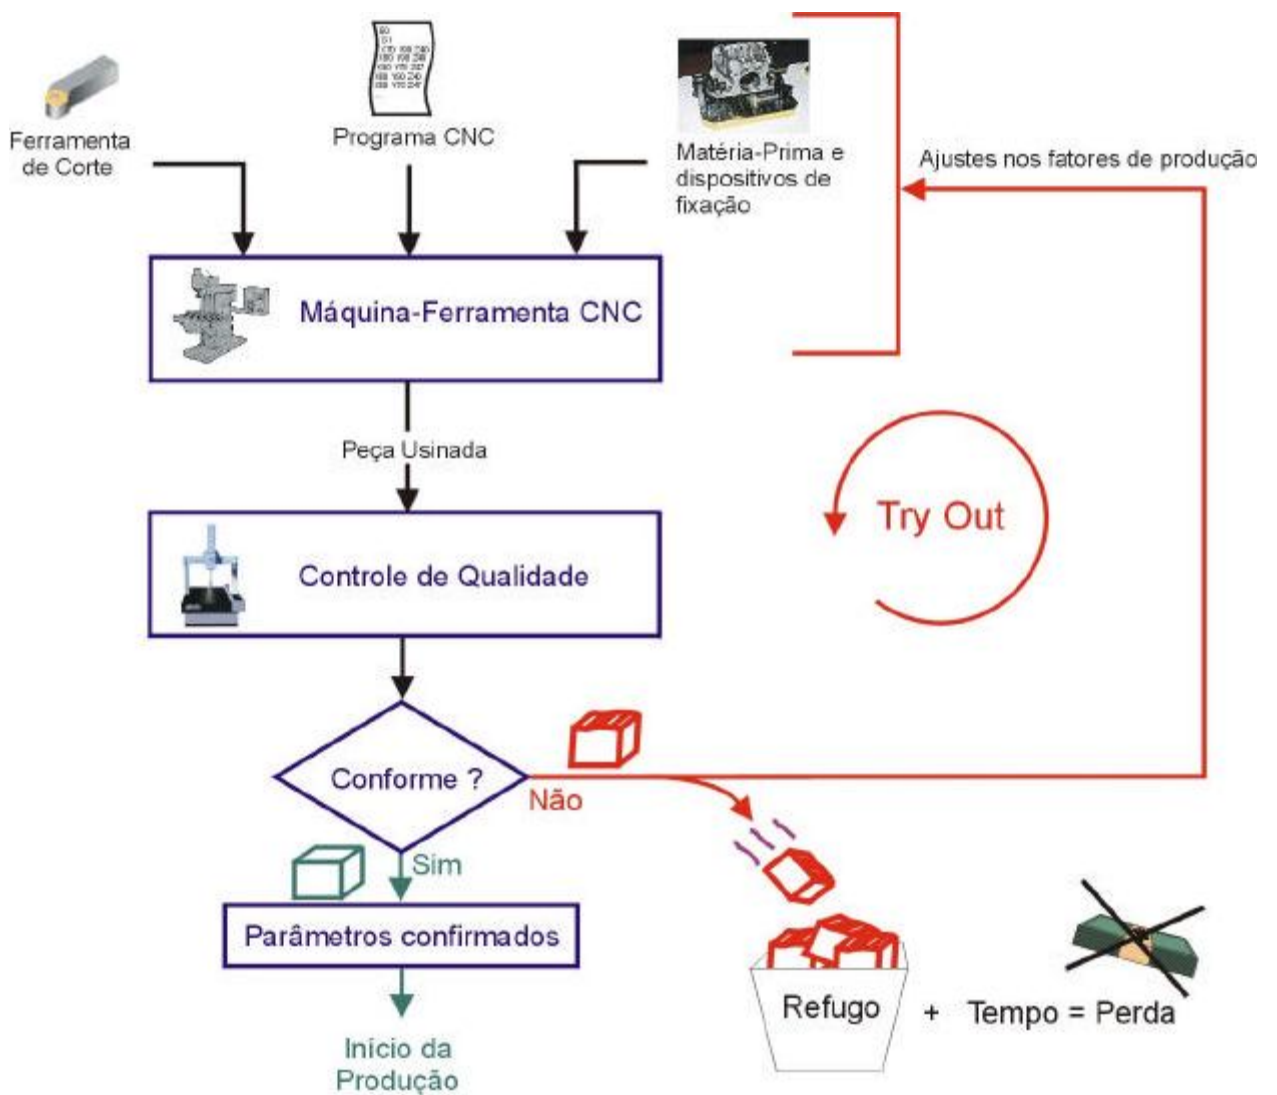 Ferramenta
de Corte
Programa CNC
Matéria-Prima e
dispositivos de
fixação
Ajustes nos fatores de produção
Máquina-Ferramenta CNC
Peça Usinada
Try Out
Controle de Qualidade
Conforme ?
Não
Sim
Parâmetros confirmados
Refugo + Tempo = Perda
Início da
Produção